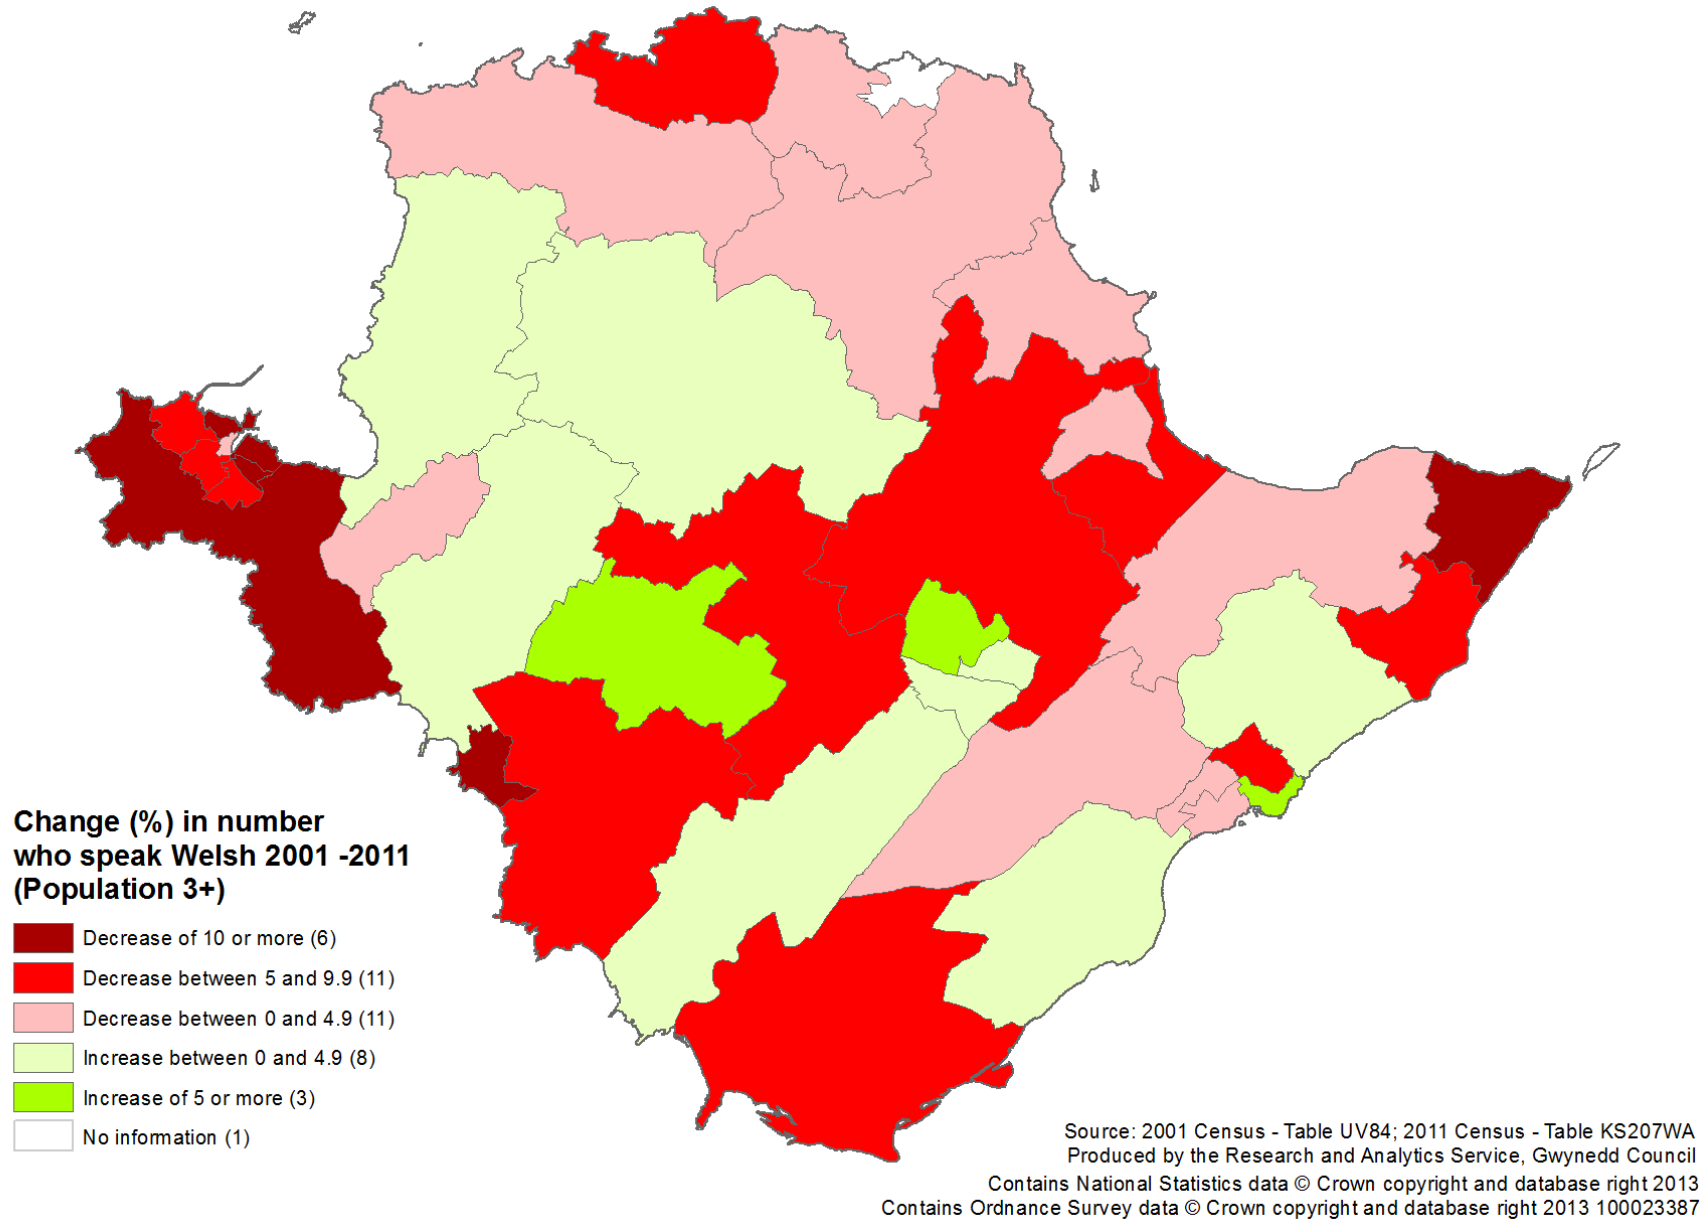 Change (%) in number
who speak Welsh 2001 -2011
(Population 3+)
Decrease of 10 or more (6)
Decrease between 5 and 9.9 (11)
Decrease between 0 and 4.9 (11)
Increase between 0 and 4.9 (8)
Increase of 5 or more (3)
No information (1)
Source: 2001 Census - Table UV84; 2011 Census - Table KS207WA
Produced by the Research and Analytics Service, Gwynedd Council
Contains National Statistics data © Crown copyright and database right 2013
Contains Ordnance Survey data © Crown copyright and database right 2013 100023387